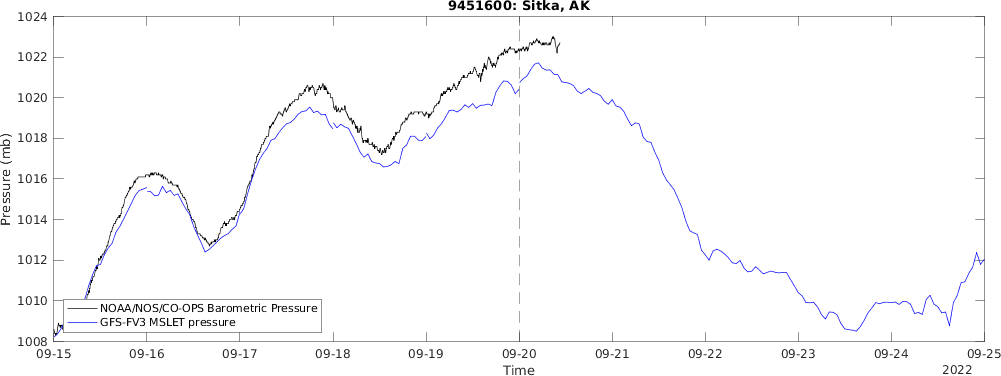 9451600: Sitka, AK
1024
1022
1020
1018
1016
1014
1012
1010
1008
Pressure (mb)
NOAA/NOS/CO-OPS Barometric Pressure
GFS-FV3 MSLET pressure
09-15 09-16 09-17 09-18 09-19 09-20 09-21 09-22 09-23 09-24 09-25
Time
2022